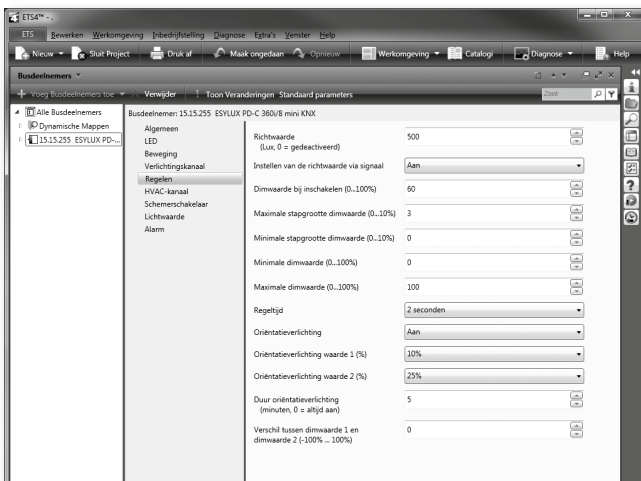 ETS4™ - .
ETS Bewerken Werkomgeving Inbedrijfstelling Diagnose Extra's Venster Help
Nieuw Sluit Project Druk af Maak ongedaan Opnieuw Werkomgeving Catalogi Diagnose Help
Busdeelnemers
Voeg Busdeelnemers toe Verwijder Toon Veranderingen Standaard parameters Zoek
Alle Busdeelnemers
Dynamische Mappen
15.15.255 ESYLUX PD-...
Busdeelnemer: 15.15.255 ESYLUX PD-C 360i/8 mini KNX
Algemeen
LED
Beweging
Verlichtingskanaal
Regelen
HVAC-kanaal
Schemerschakelaar
Lichtwaarde
Alarm
Richtwaarde
(Lux, 0 = gedeactiveerd) 500
Instellen van de richtwaarde via signaal Aan
Dimwaarde bij inschakelen (0...100%) 60
Maximale stapgrootte dimwaarde (0...10%) 3
Minimale stapgrootte dimwaarde (0...10%) 0
Minimale dimwaarde (0...100%) 0
Maximale dimwaarde (0...100%) 100
Regeltijd 2 seconden
Oriëntatieverlichting Aan
Oriëntatieverlichting waarde 1 (%) 10%
Oriëntatieverlichting waarde 2 (%) 25%
Duur oriëntatieverlichting
(minuten, 0 = altijd aan) 5
Verschil tussen dimwaarde 1 en
dimwaarde 2 (-100% ... 100%) 0